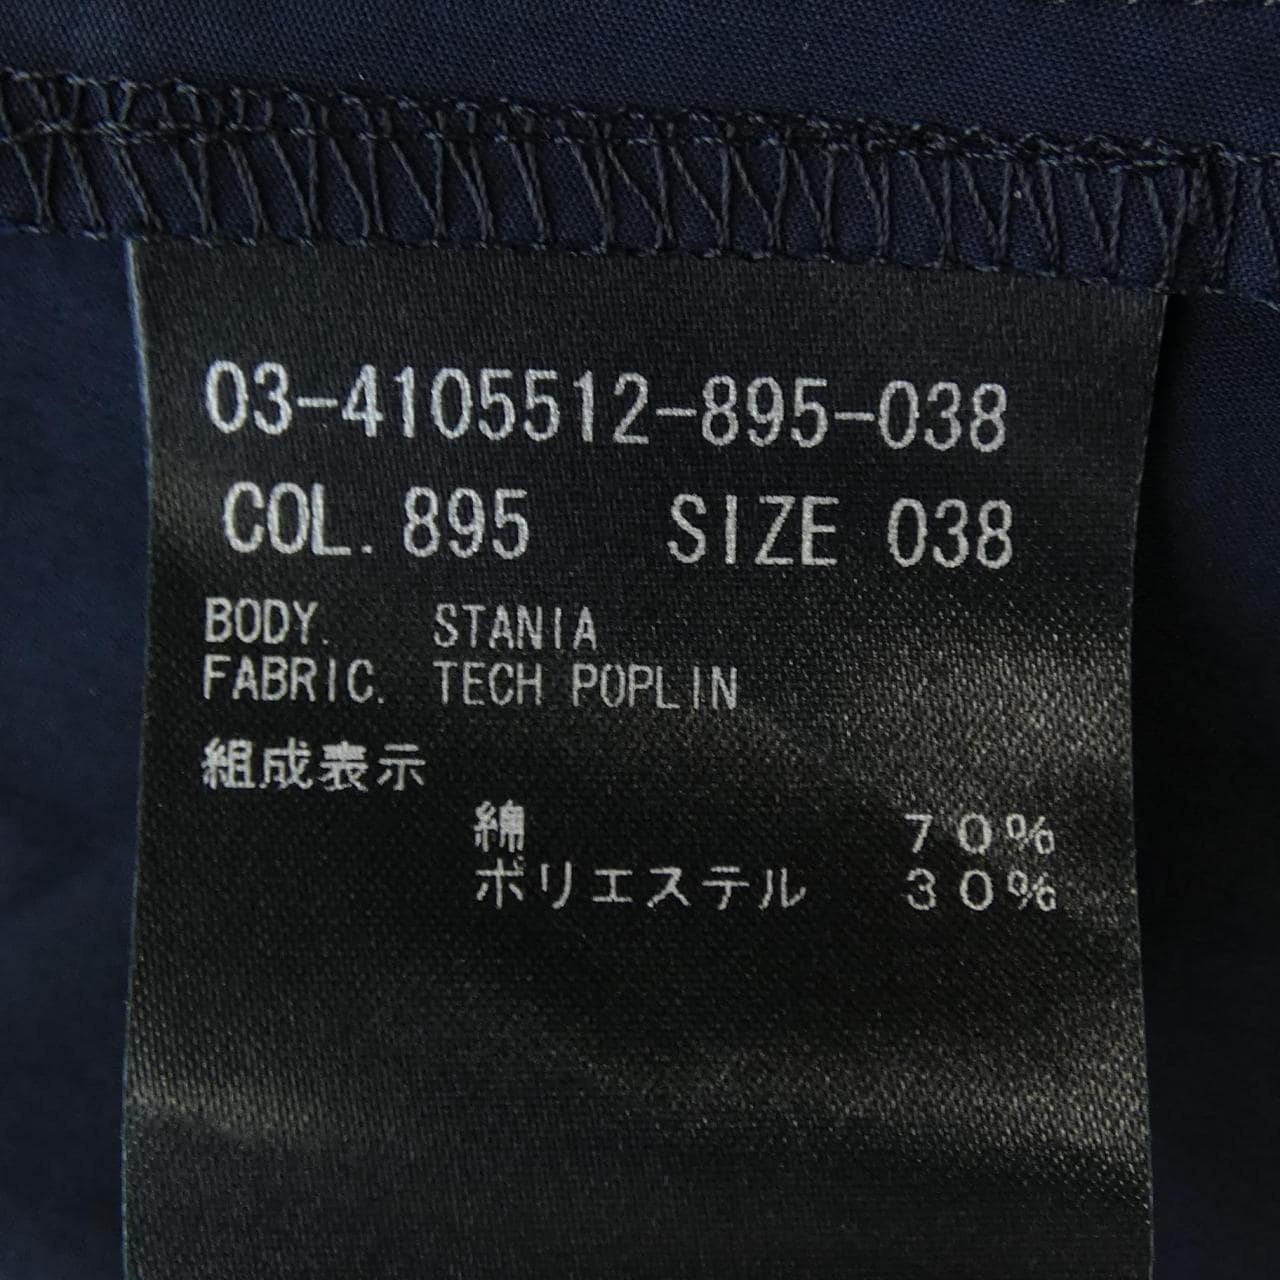 03-4105512-895-038
COL. 895 SIZE 038
BODY. STANIA
FABRIC. TECH POPLIN
組成表示
綿 70%
ポリエステル 30%